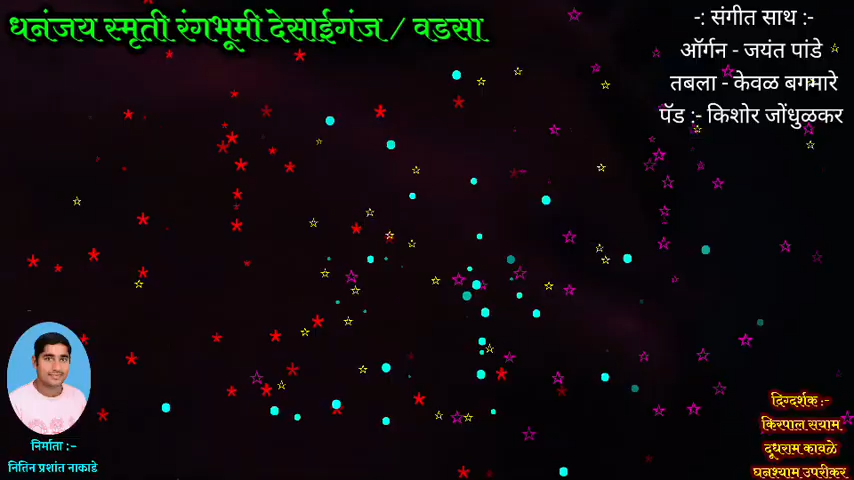 धनंजय स्मृती रंगभूमी देसाईगंज / वडसा
-: संगीत साथ :-
ऑर्गन - जयंत पांडे
तबला - केवळ बगमारे
पॅड :- किशोर जोंधुळकर
निर्माता :-
नितिन प्रशांत नाकाडे
दिग्दर्शक :-
किरपाल सयाम
दूधराम कावळे
घनश्याम उपरीकर